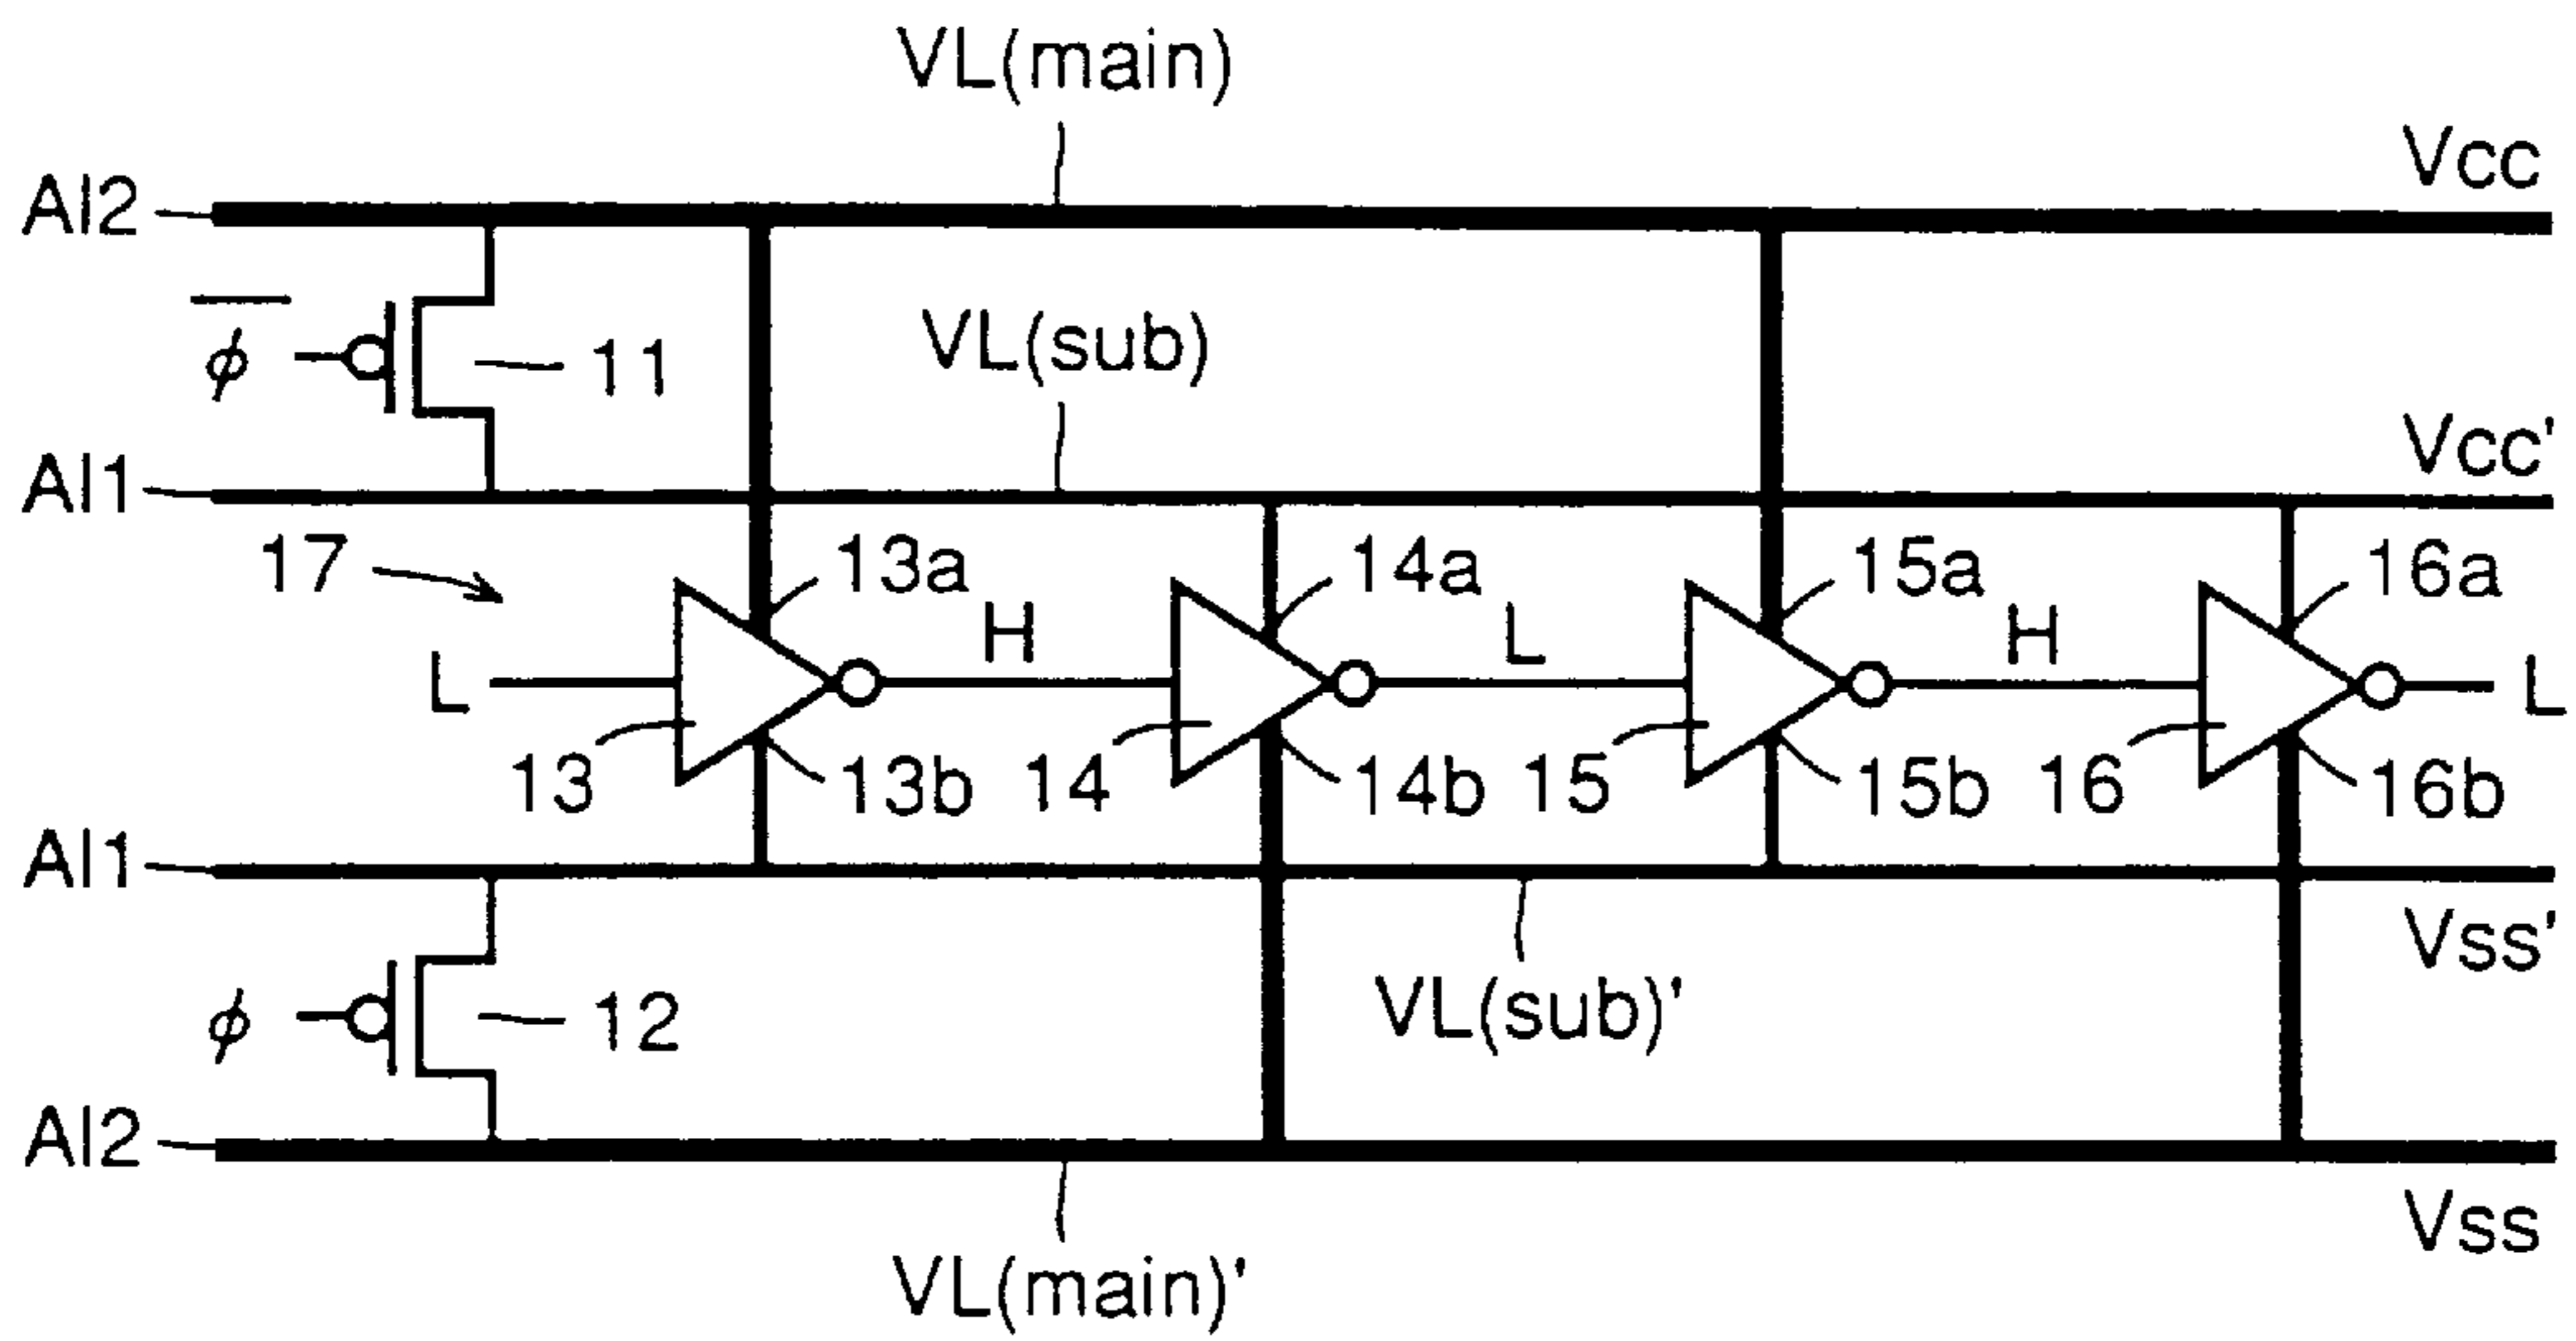 VL(main)
Al2
Vcc
φ̅
11
VL(sub)
Al1
Vcc'
17
13a
14a
15a
16a
L
H
L
H
L
13
13b
14
14b
15
15b
16
16b
Al1
Vss'
φ
12
VL(sub)'
Al2
Vss
VL(main)'